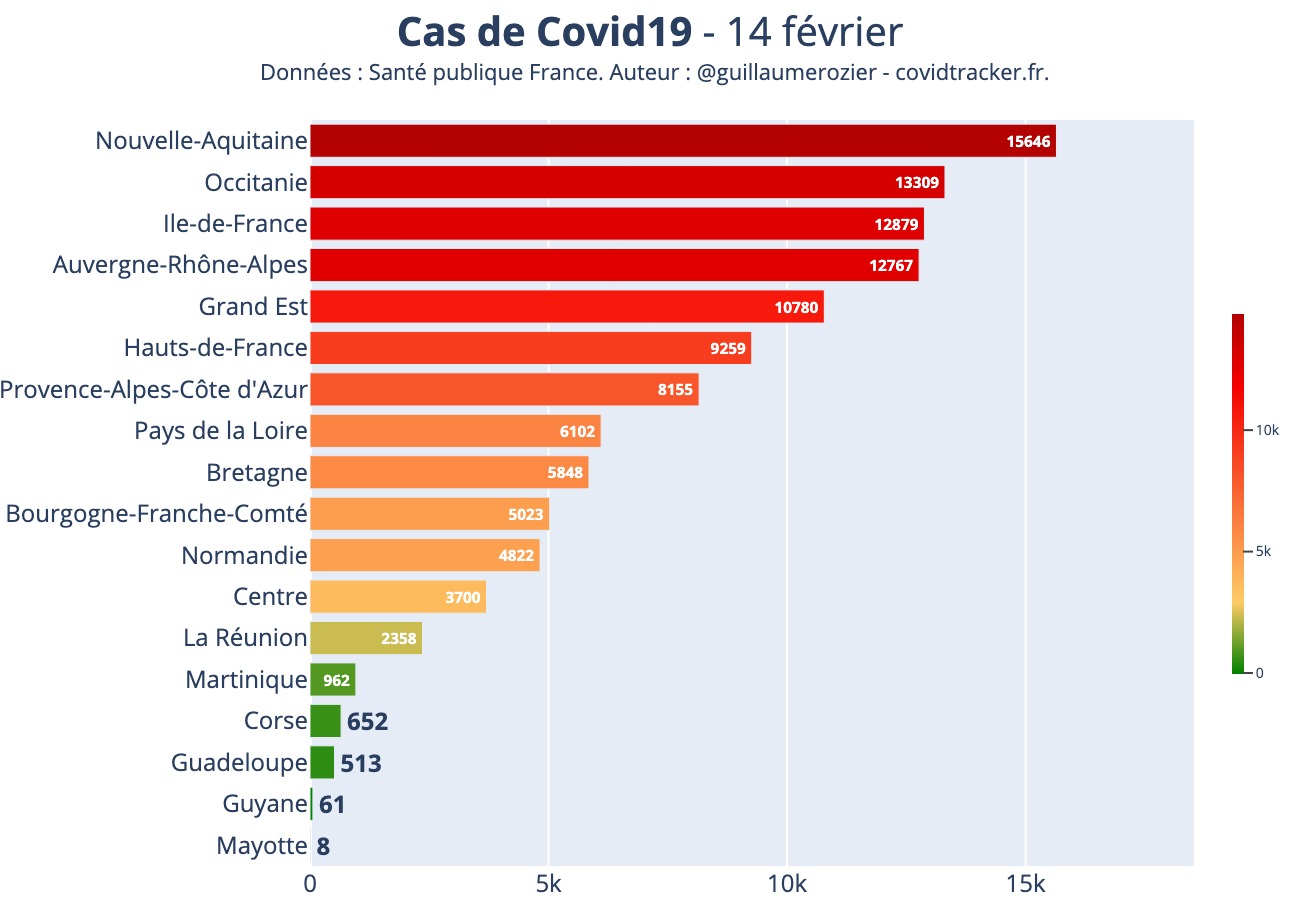 Cas de Covid19 - 14 février
Données : Santé publique France. Auteur : @guillaumerozier - covidtracker.fr.
Nouvelle-Aquitaine 15646
Occitanie 13309
Ile-de-France 12879
Auvergne-Rhône-Alpes 12767
Grand Est 10780
Hauts-de-France 9259
Provence-Alpes-Côte d'Azur 8155
Pays de la Loire 6102
Bretagne 5848
Bourgogne-Franche-Comté 5023
Normandie 4822
Centre 3700
La Réunion 2358
Martinique 962
Corse 652
Guadeloupe 513
Guyane 61
Mayotte 8
0 5k 10k 15k
10k
5k
0